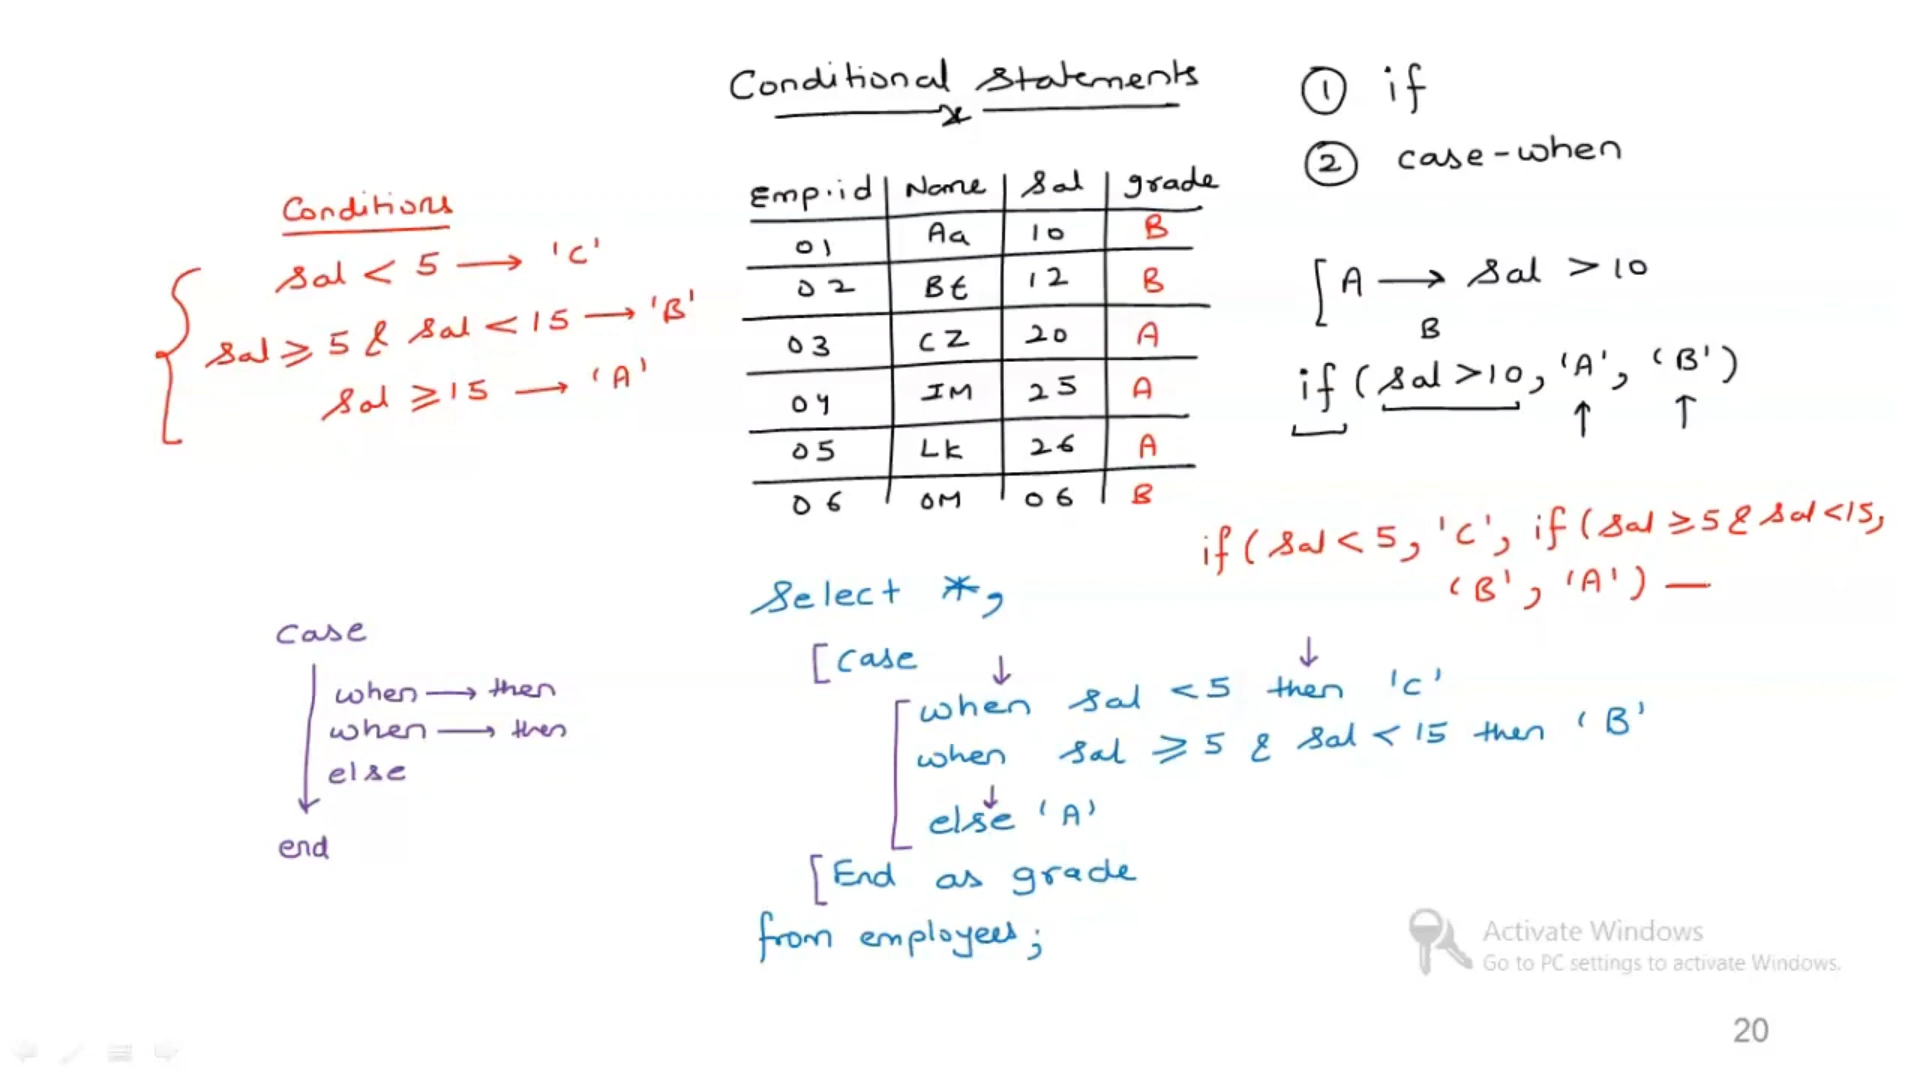 Conditional Statements
① if
② case-when
Conditions
Sal < 5 → 'C'
Sal ≥ 5 & Sal < 15 → 'B'
Sal ≥ 15 → 'A'
Emp.id | Name | Sal | grade
01 | Aa | 10 | B
02 | Bt | 12 | B
03 | CZ | 20 | A
04 | IM | 25 | A
05 | Lk | 26 | A
06 | OM | 06 | B
[A → Sal > 10
B
if (Sal > 10, 'A', 'B')
if (Sal < 5, 'C', if (Sal ≥ 5 & Sal < 15,
'B', 'A') —
Case
when → then
when → then
else
end
Select *,
[Case
when Sal < 5 then 'C'
when Sal ≥ 5 & Sal < 15 then 'B'
else 'A'
[End as grade
from employees;
Activate Windows
Go to PC settings to activate Windows.
20